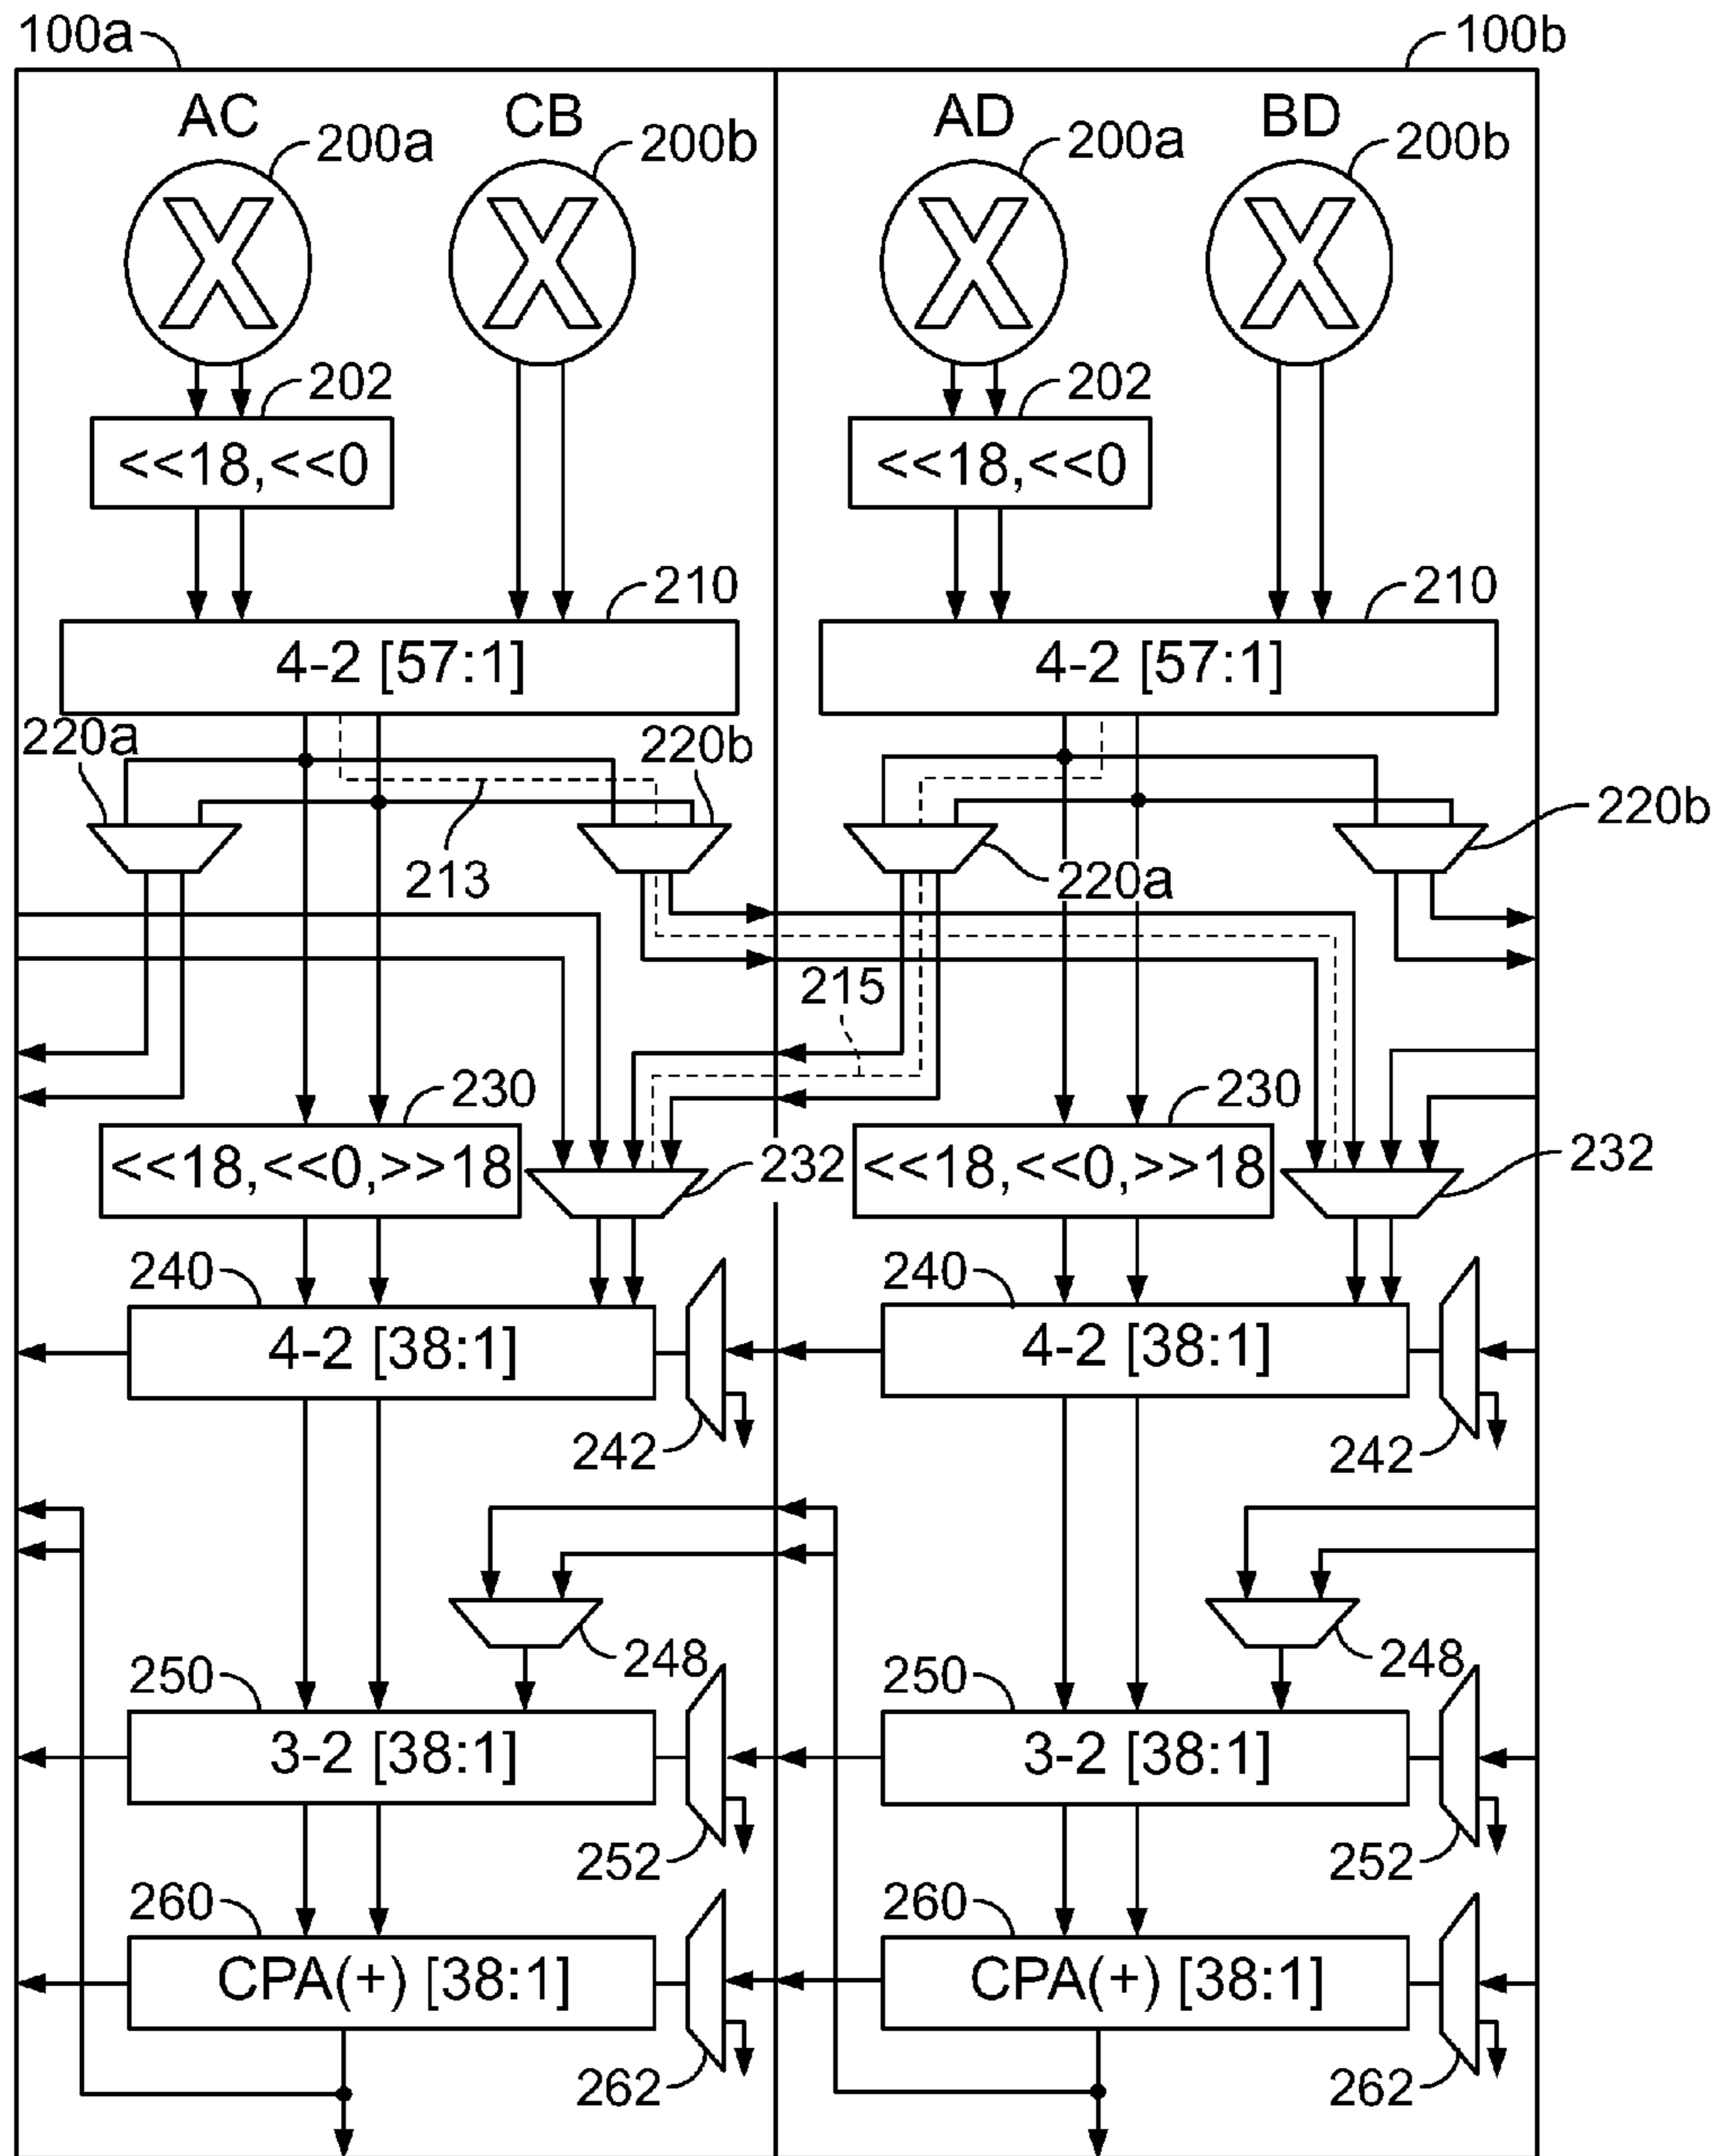 100a 100b
AC CB AD BD
200a 200b 200a 200b
202 202
<<18,<<0 <<18,<<0
210 210
4-2 [57:1] 4-2 [57:1]
220a 220b
220b
213 220a
215
230 230
<<18,<<0,>>18 232 <<18,<<0,>>18 232
240 240
4-2 [38:1] 4-2 [38:1]
242 242
248 248
250 250
3-2 [38:1] 3-2 [38:1]
252 252
260 260
CPA(+) [38:1] CPA(+) [38:1]
262 262